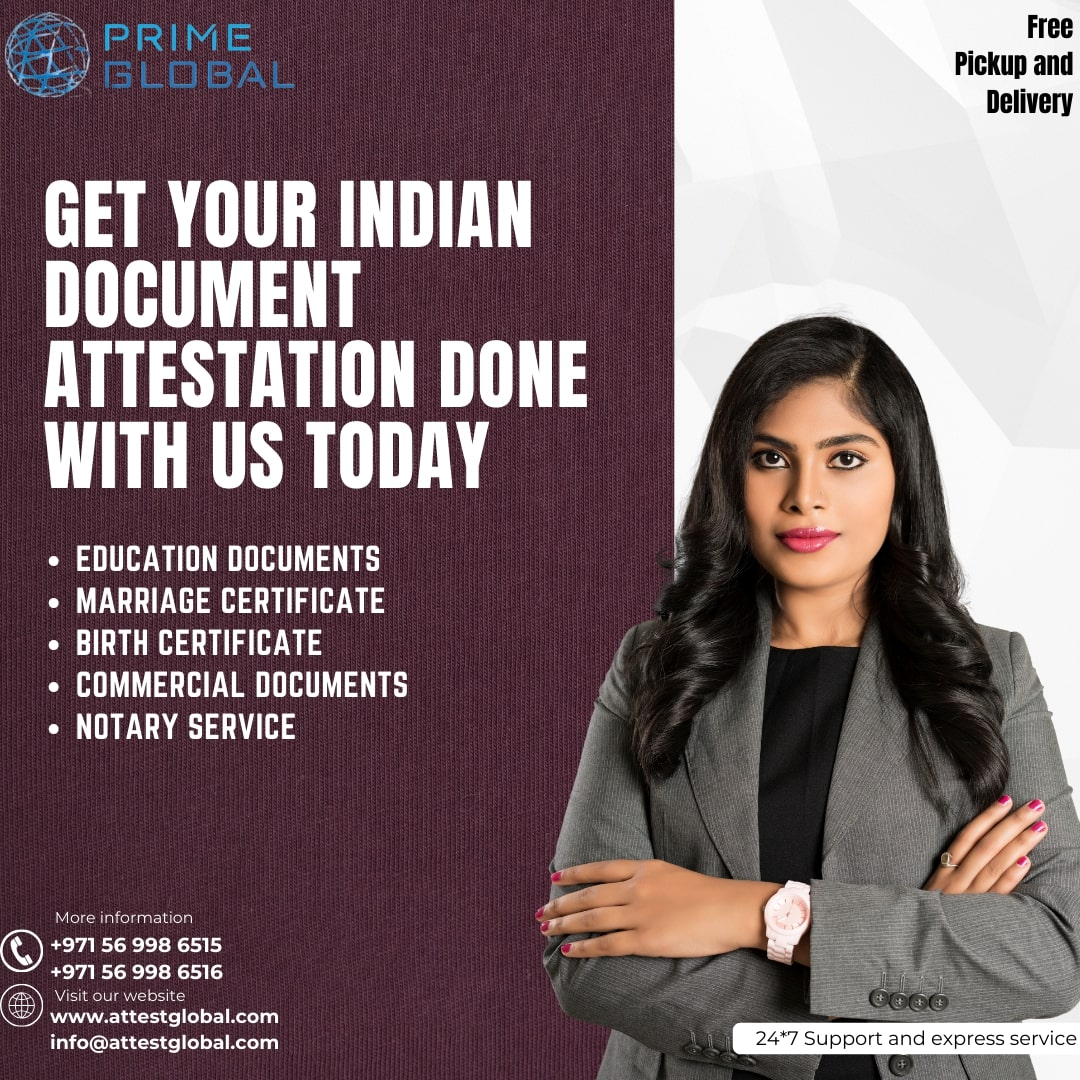 PRIME
GLOBAL
Free
Pickup and
Delivery
GET YOUR INDIAN
DOCUMENT
ATTESTATION DONE
WITH US TODAY
• EDUCATION DOCUMENTS
• MARRIAGE CERTIFICATE
• BIRTH CERTIFICATE
• COMMERCIAL DOCUMENTS
• NOTARY SERVICE
More information
+971 56 998 6515
+971 56 998 6516
Visit our website
www.attestglobal.com
info@attestglobal.com
24*7 Support and express service